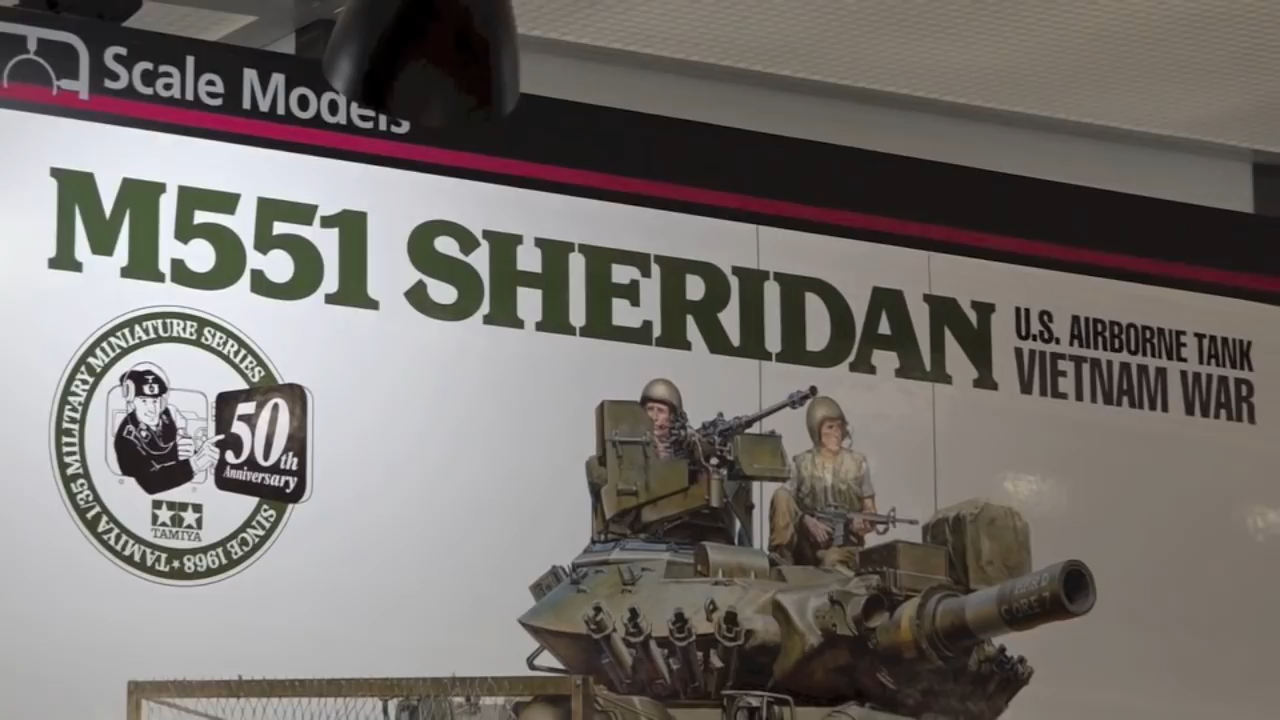 Scale Models
M551 SHERIDAN
U.S. AIRBORNE TANK
VIETNAM WAR
TAMIYA 1/35 MILITARY MINIATURE SERIES
SINCE 1968
50th
Anniversary
TAMIYA